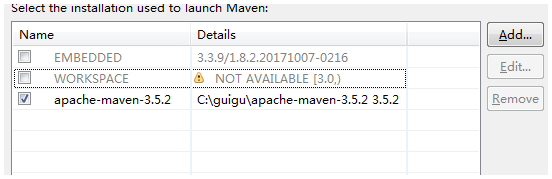 Select the installation used to launch Maven:
Name Details
EMBEDDED 3.3.9/1.8.2.20171007-0216
WORKSPACE NOT AVAILABLE [3.0,)
apache-maven-3.5.2 C:\guigu\apache-maven-3.5.2 3.5.2
Add...
Edit...
Remove